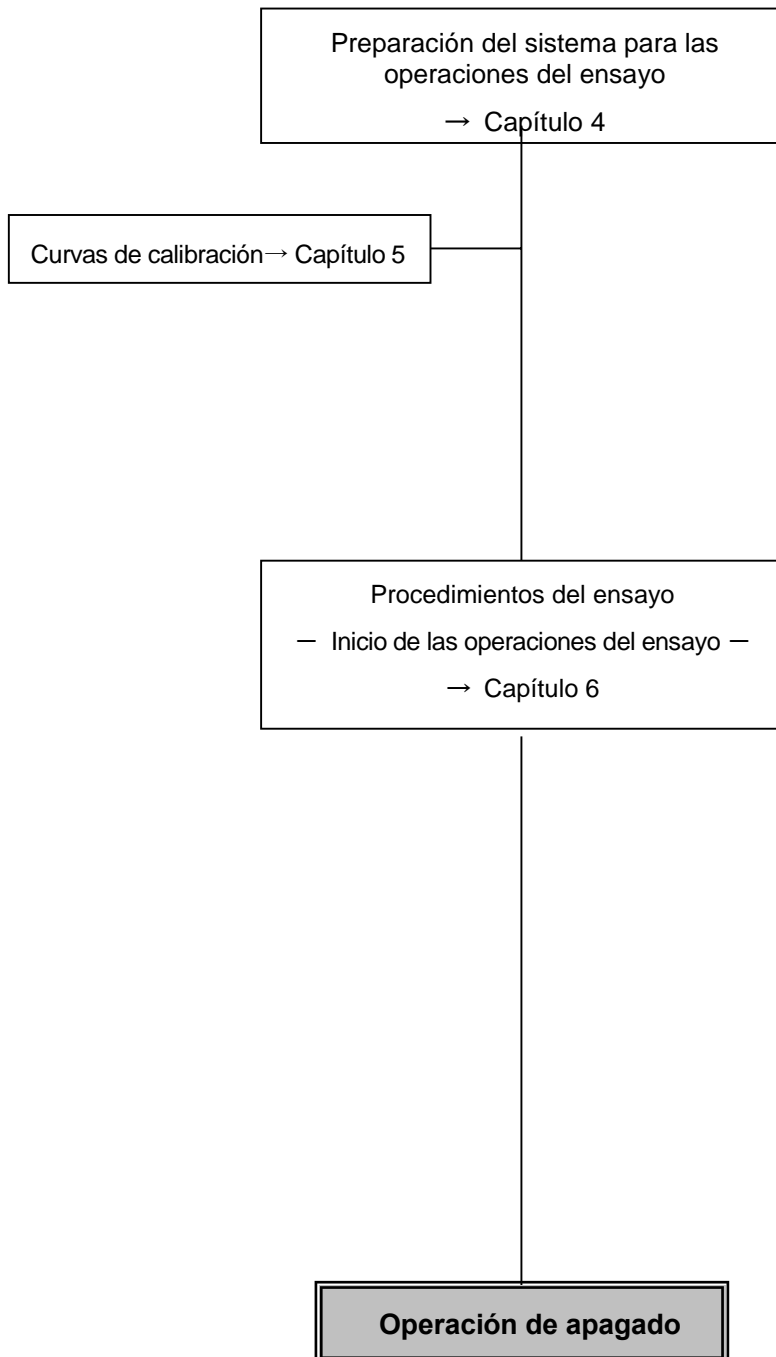 Preparación del sistema para las
operaciones del ensayo
→ Capítulo 4
Curvas de calibración→ Capítulo 5
Procedimientos del ensayo
— Inicio de las operaciones del ensayo —
→ Capítulo 6
Operación de apagado